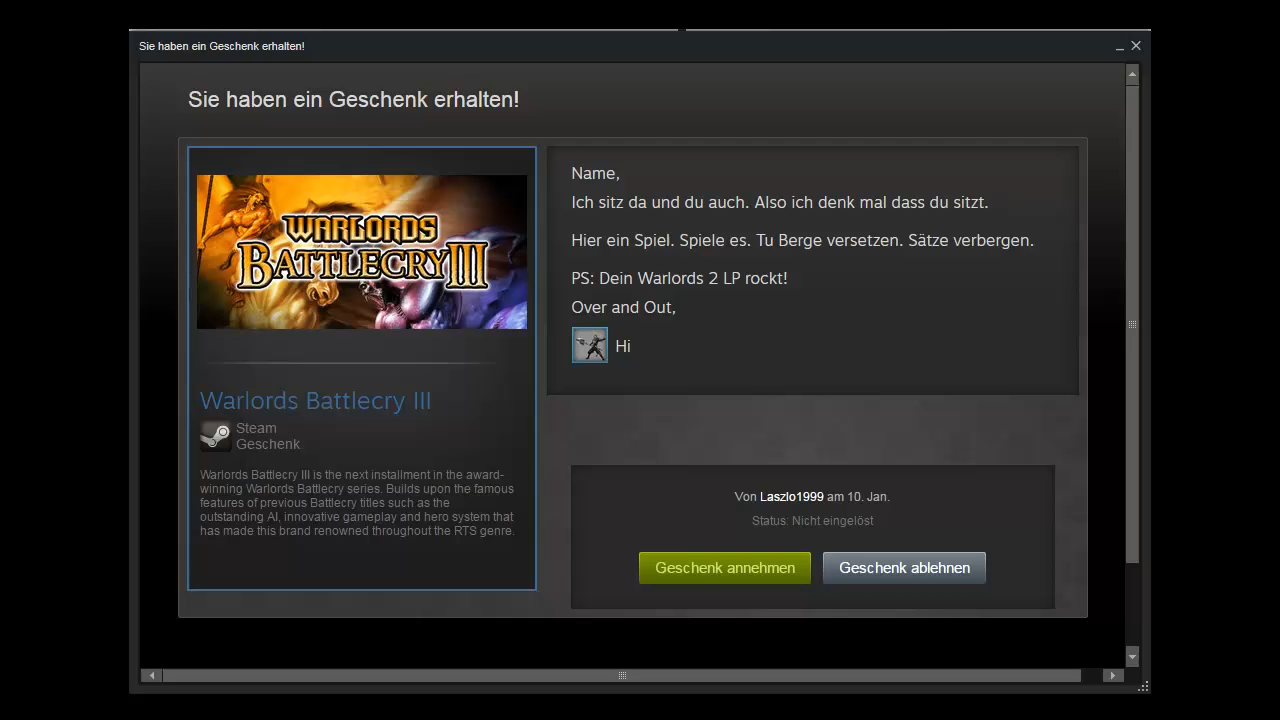 Sie haben ein Geschenk erhalten!
Sie haben ein Geschenk erhalten!
WARLORDS
BATTLECRY III
Warlords Battlecry III
Steam
Geschenk
Warlords Battlecry III is the next installment in the award-
winning Warlords Battlecry series. Builds upon the famous
features of previous Battlecry titles such as the
outstanding AI, innovative gameplay and hero system that
has made this brand renowned throughout the RTS genre.
Name,
Ich sitz da und du auch. Also ich denk mal dass du sitzt.
Hier ein Spiel. Spiele es. Tu Berge versetzen. Sätze verbergen.
PS: Dein Warlords 2 LP rockt!
Over and Out,
Hi
Von Laszlo1999 am 10. Jan.
Status: Nicht eingelöst
Geschenk annehmen
Geschenk ablehnen